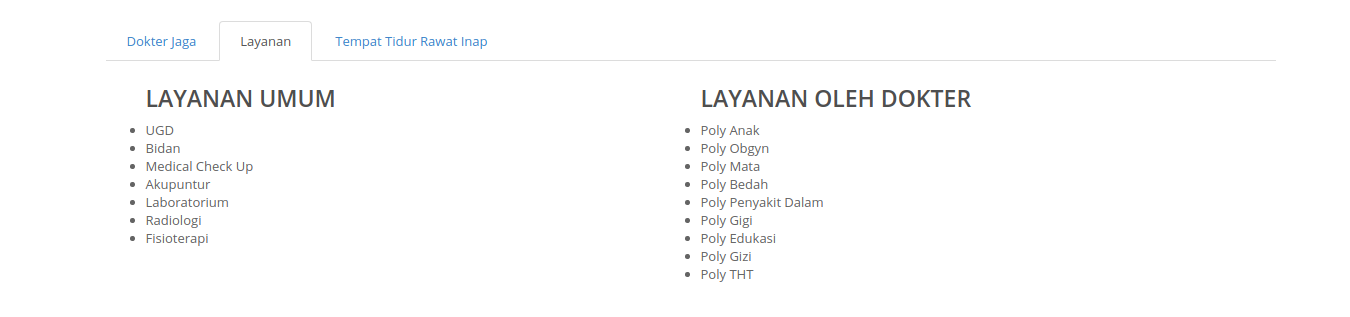 Dokter Jaga
Layanan
Tempat Tidur Rawat Inap
LAYANAN UMUM
UGD
Bidan
Medical Check Up
Akupuntur
Laboratorium
Radiologi
Fisioterapi
LAYANAN OLEH DOKTER
Poly Anak
Poly Obgyn
Poly Mata
Poly Bedah
Poly Penyakit Dalam
Poly Gigi
Poly Edukasi
Poly Gizi
Poly THT